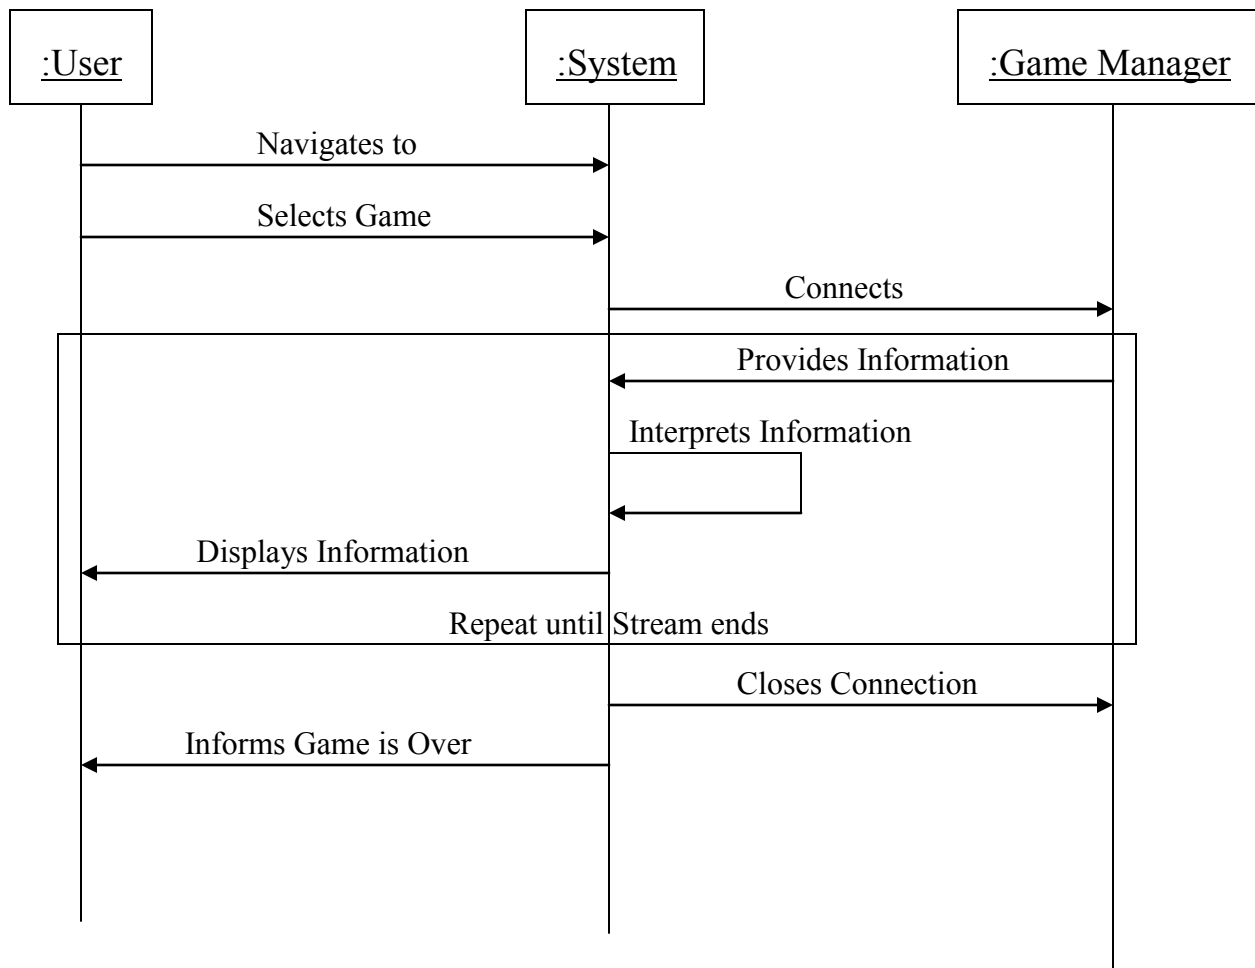 :User
:System
:Game Manager
Navigates to
Selects Game
Connects
Provides Information
Interprets Information
Displays Information
Repeat until Stream ends
Closes Connection
Informs Game is Over